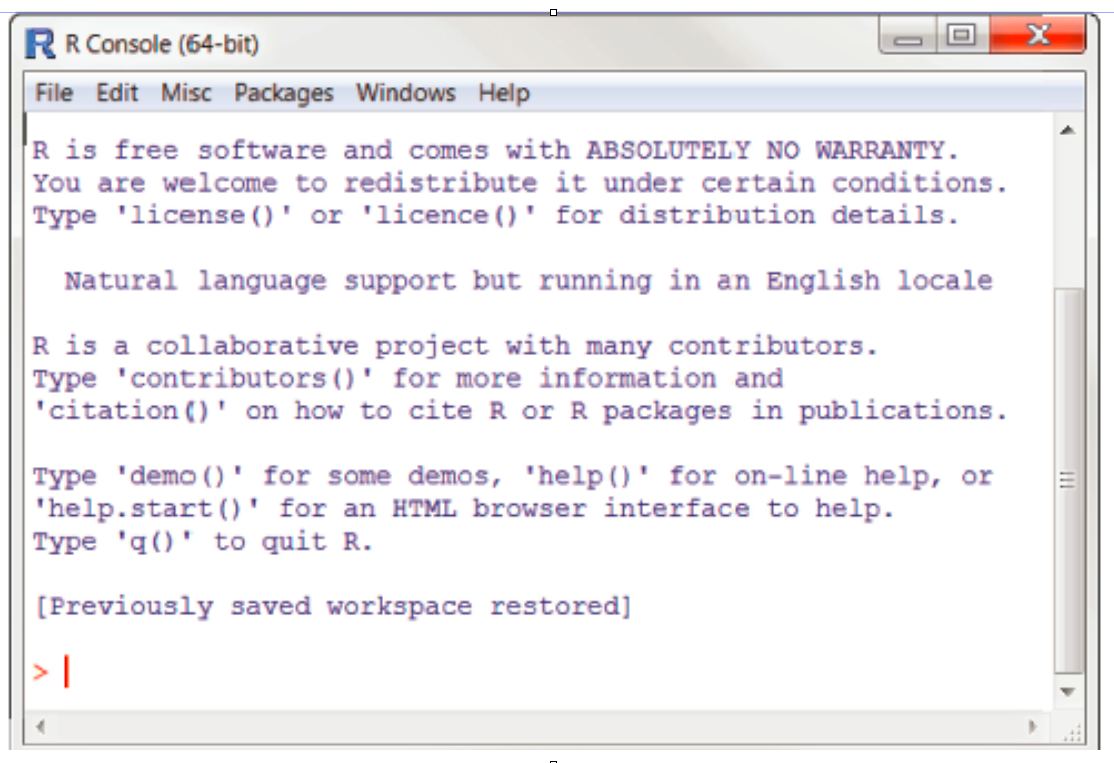 R R Console (64-bit)
File Edit Misc Packages Windows Help
R is free software and comes with ABSOLUTELY NO WARRANTY.
You are welcome to redistribute it under certain conditions.
Type 'license()' or 'licence()' for distribution details.
Natural language support but running in an English locale
R is a collaborative project with many contributors.
Type 'contributors()' for more information and
'citation()' on how to cite R or R packages in publications.
Type 'demo()' for some demos, 'help()' for on-line help, or
'help.start()' for an HTML browser interface to help.
Type 'q()' to quit R.
[Previously saved workspace restored]
>